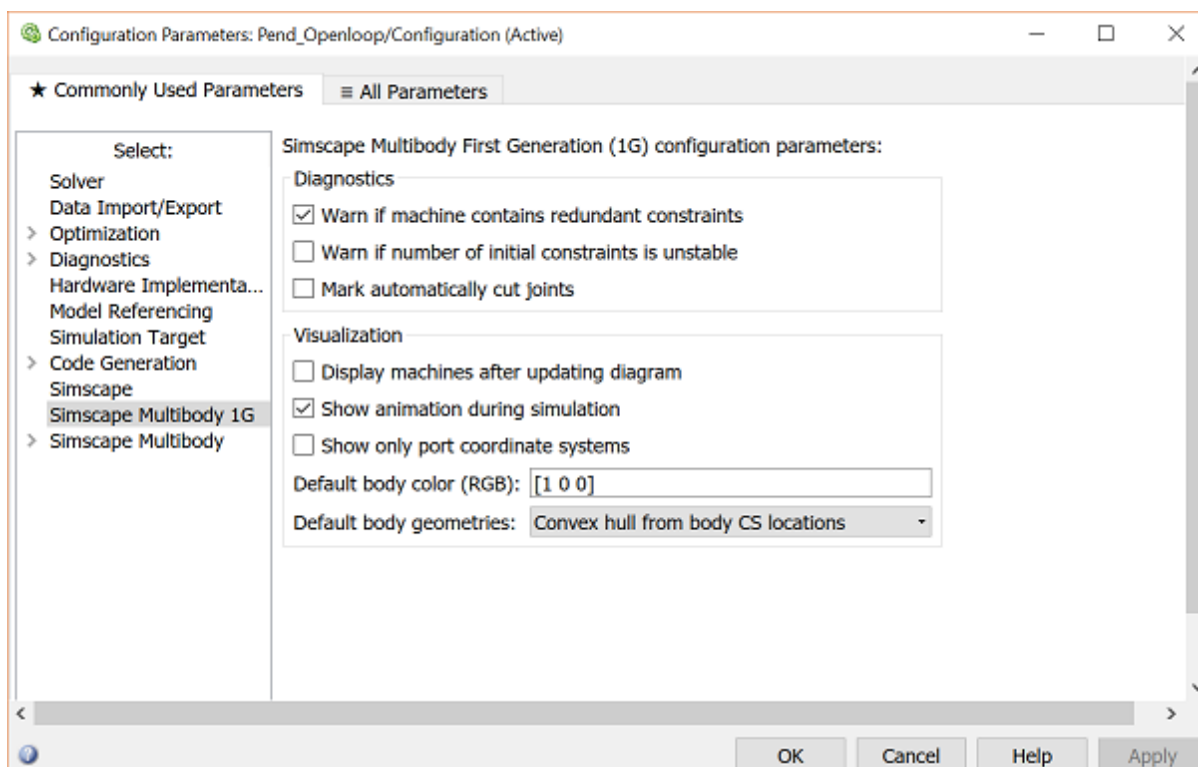 Configuration Parameters: Pend_Openloop/Configuration (Active)
★ Commonly Used Parameters
≡ All Parameters
Select:
Solver
Data Import/Export
Optimization
Diagnostics
Hardware Implementa...
Model Referencing
Simulation Target
Code Generation
Simscape
Simscape Multibody 1G
Simscape Multibody
Simscape Multibody First Generation (1G) configuration parameters:
Diagnostics
Warn if machine contains redundant constraints
Warn if number of initial constraints is unstable
Mark automatically cut joints
Visualization
Display machines after updating diagram
Show animation during simulation
Show only port coordinate systems
Default body color (RGB): [1 0 0]
Default body geometries: Convex hull from body CS locations
OK Cancel Help Apply